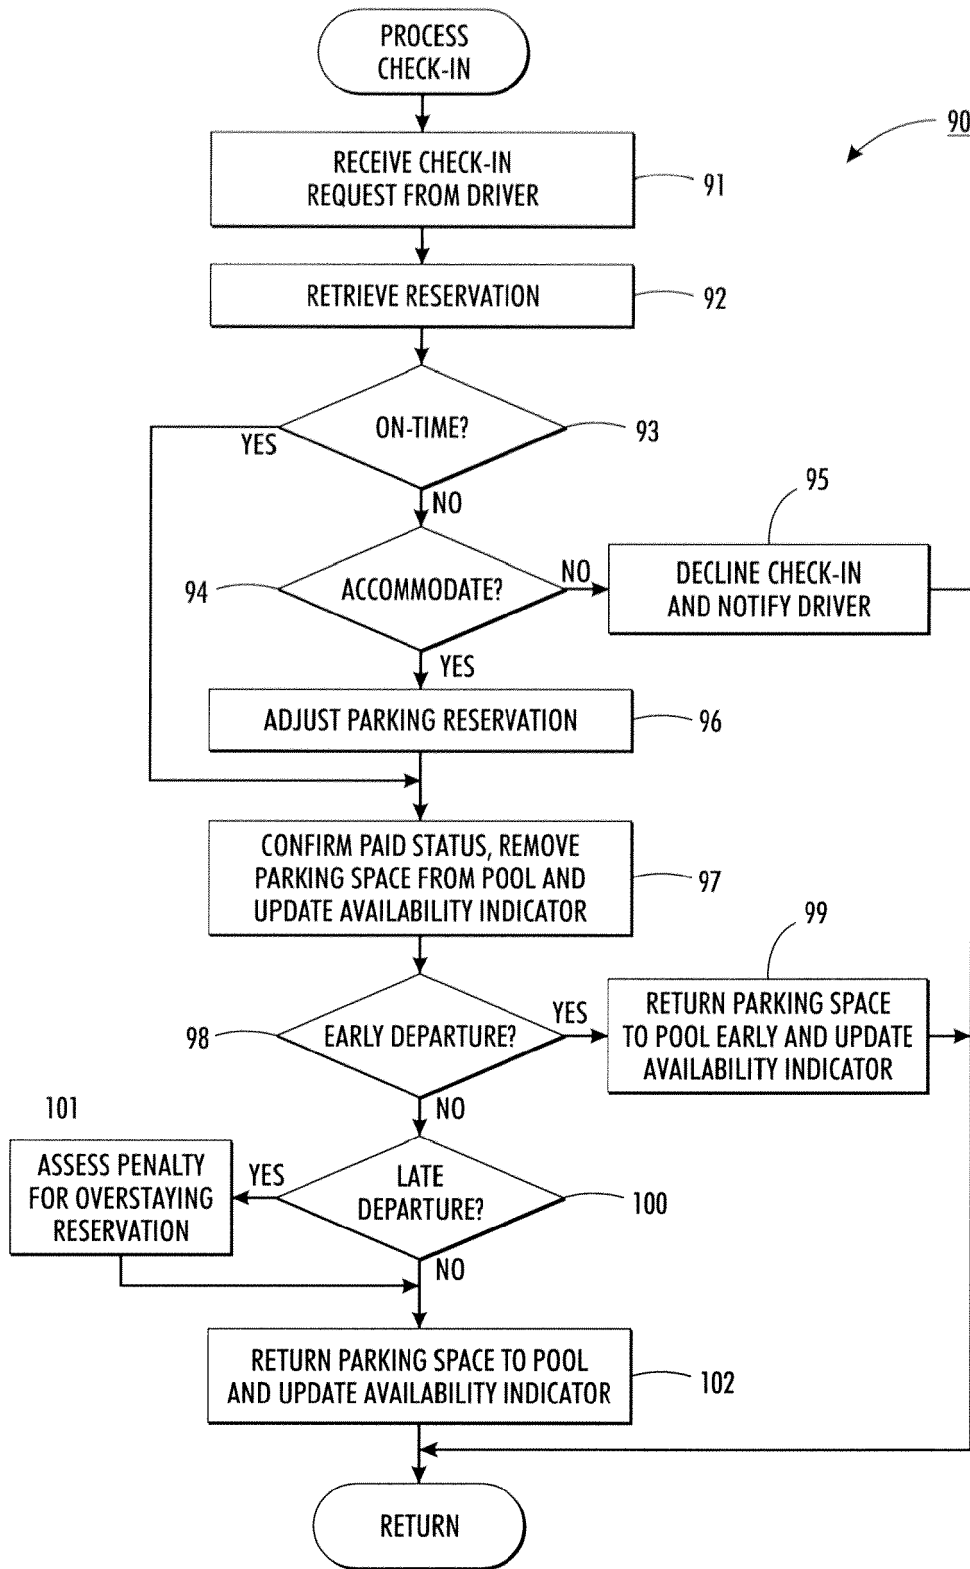 PROCESS
CHECK-IN
90
RECEIVE CHECK-IN
REQUEST FROM DRIVER
91
RETRIEVE RESERVATION
92
ON-TIME?
93
YES
NO
95
ACCOMMODATE?
94
NO
DECLINE CHECK-IN
AND NOTIFY DRIVER
YES
ADJUST PARKING RESERVATION
96
CONFIRM PAID STATUS, REMOVE
PARKING SPACE FROM POOL AND
UPDATE AVAILABILITY INDICATOR
97
99
EARLY DEPARTURE?
98
YES
RETURN PARKING SPACE
TO POOL EARLY AND UPDATE
AVAILABILITY INDICATOR
NO
101
ASSESS PENALTY
FOR OVERSTAYING
RESERVATION
YES
LATE
DEPARTURE?
100
NO
RETURN PARKING SPACE TO POOL
AND UPDATE AVAILABILITY INDICATOR
102
RETURN